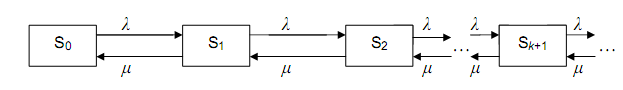 λ λ λ λ λ
S₀ S₁ S₂ ... Sₖ₊₁ ...
μ μ μ μ μ